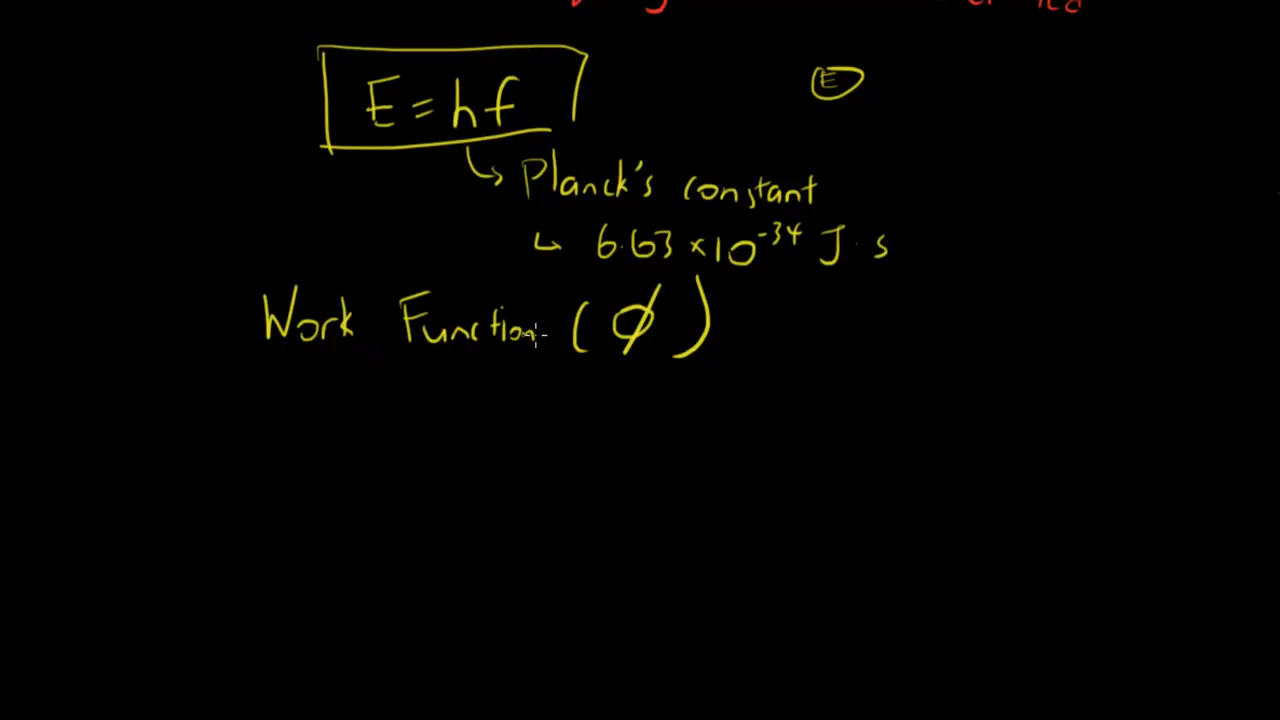 E = hf
E
↳ Planck's constant
↳ 6.63 × 10⁻³⁴ J·s
Work Function (φ)